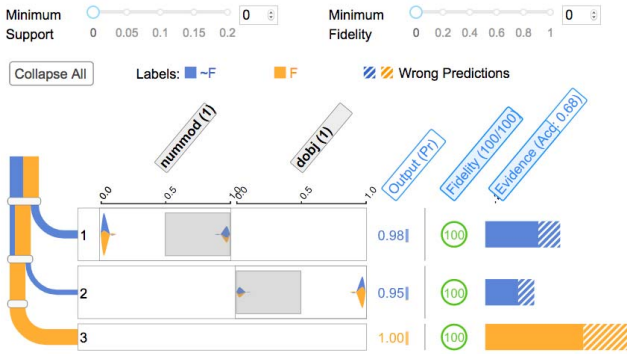 Minimum
Support
0
0 0.05 0.1 0.15 0.2
Minimum
Fidelity
0
0 0.2 0.4 0.6 0.8 1
Collapse All
Labels: ~F F Wrong Predictions
nummod (1)
dobj (1)
Output (Pr)
Fidelity (100/100)
Evidence (Acc: 0.68)
0.0 0.5 1.0 0.0 0.5 1.0
1 0.98 100
2 0.95 100
3 1.00 100